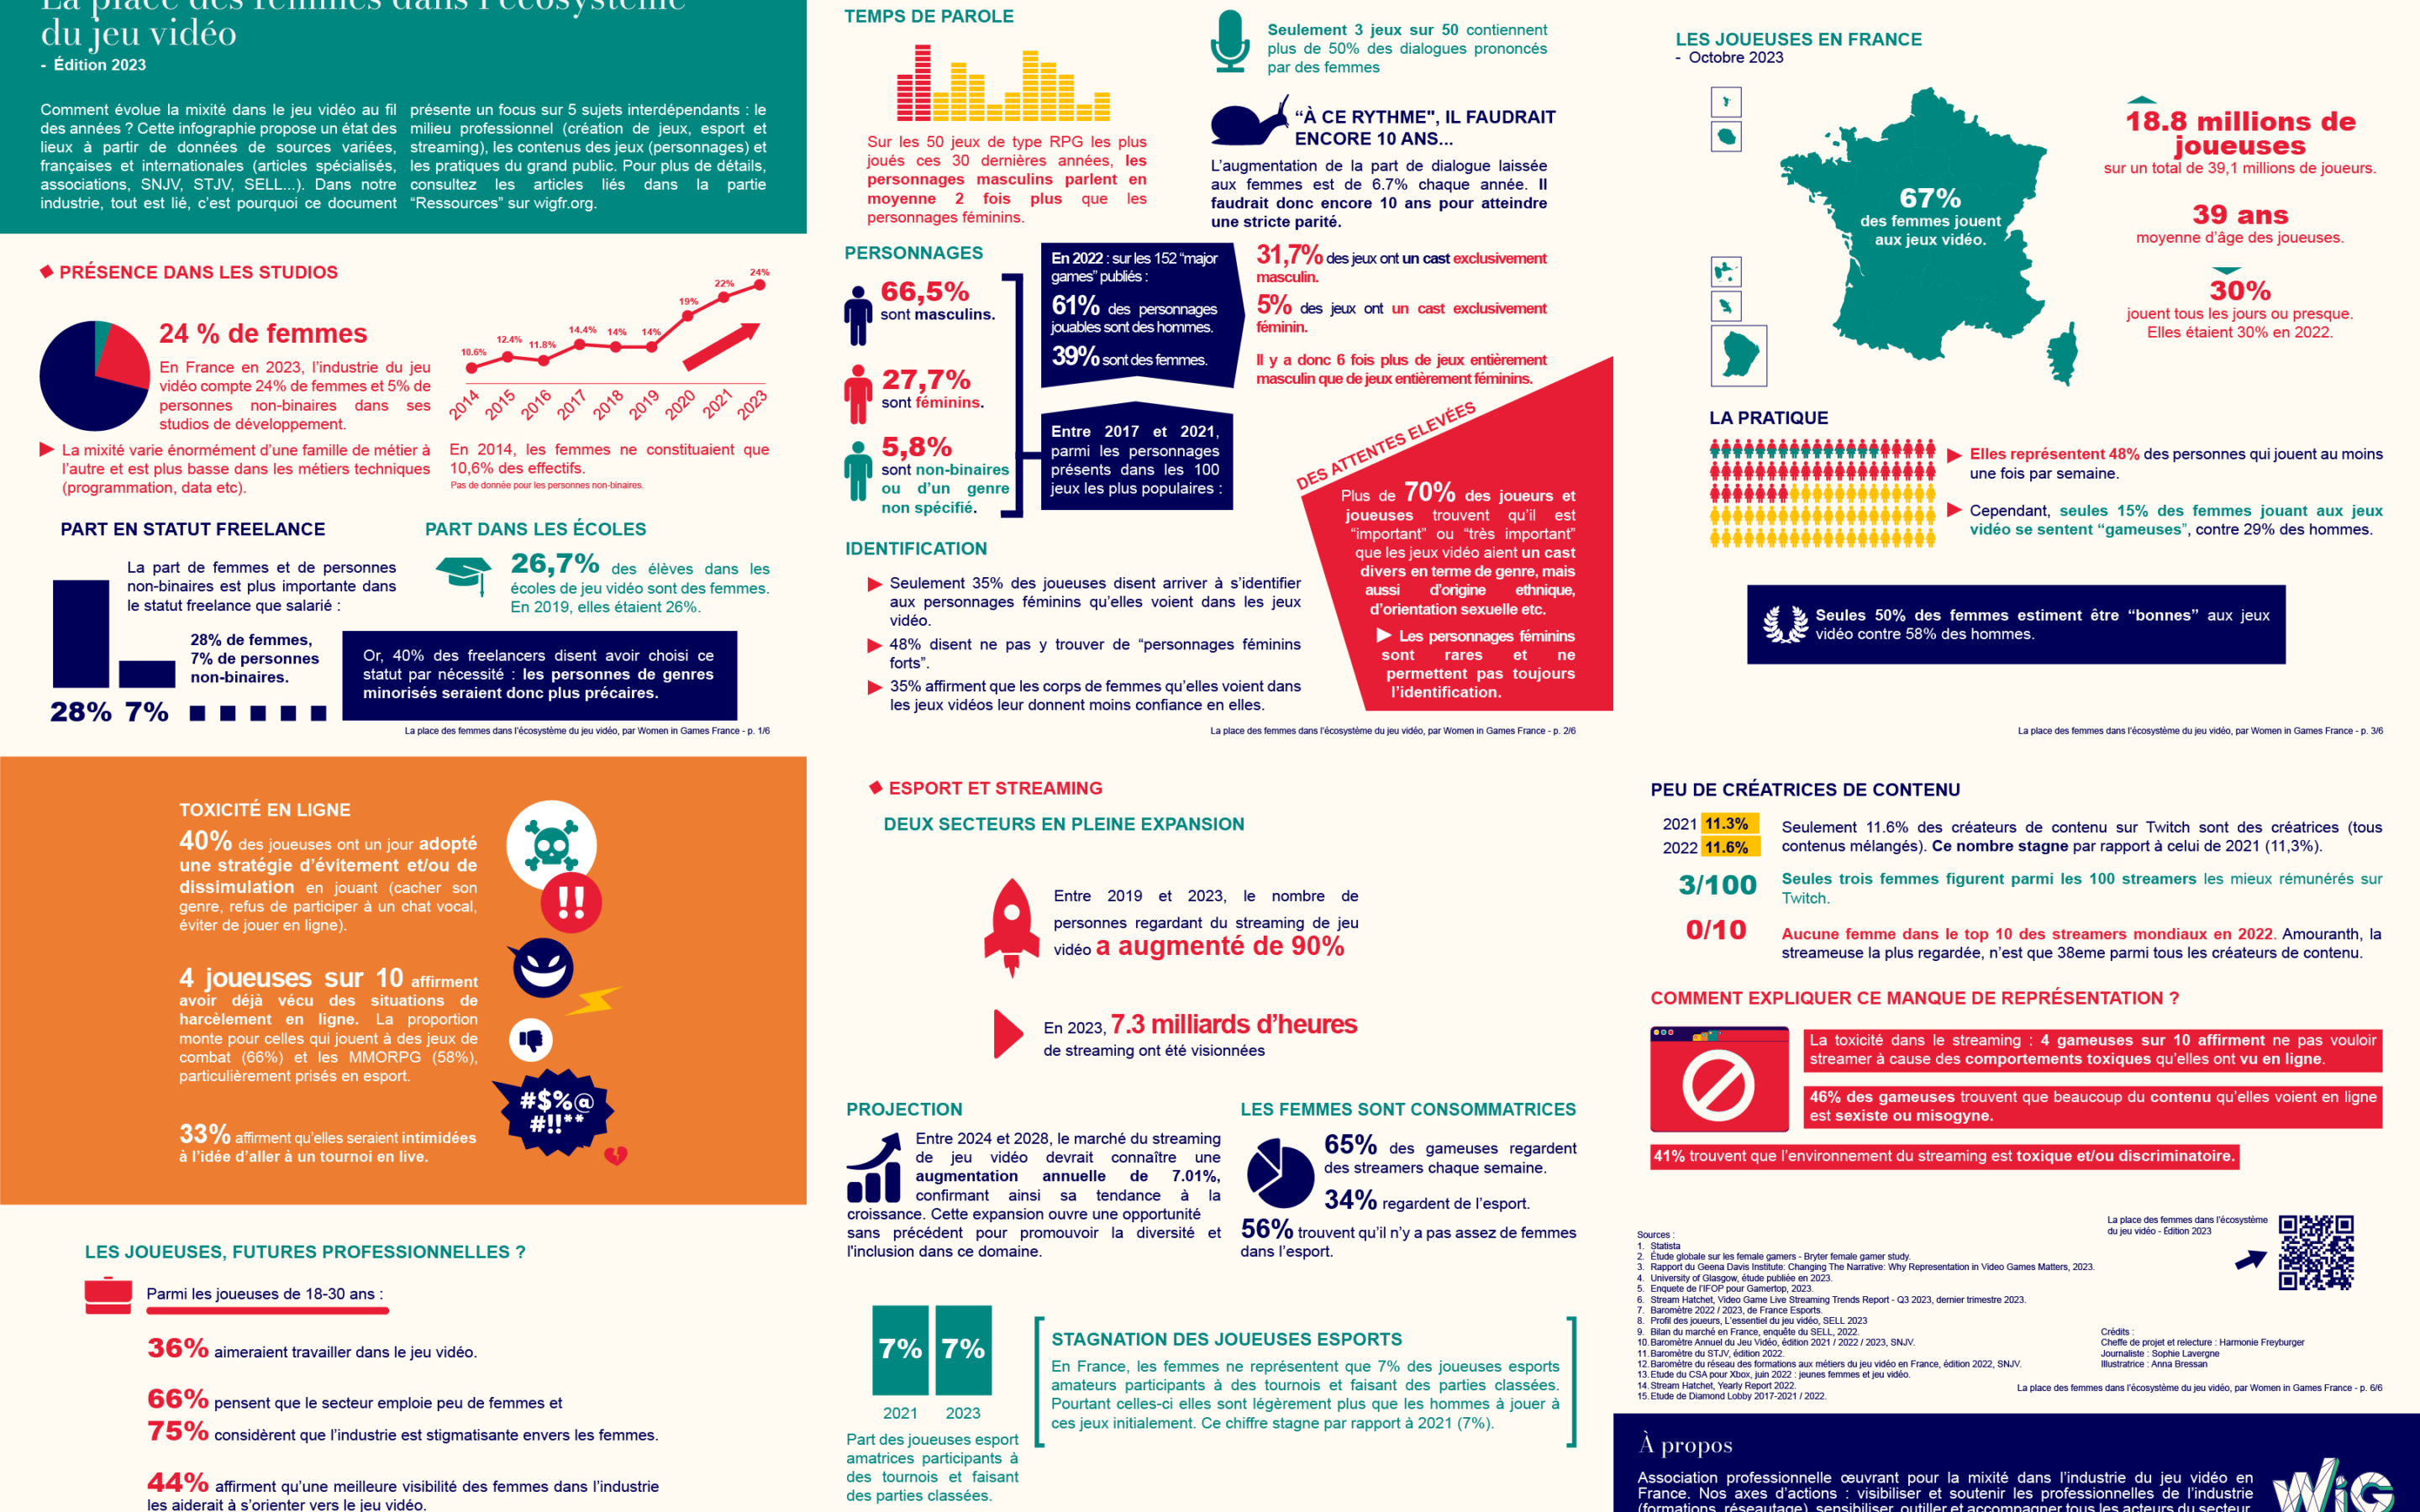 La place des femmes dans l'écosystème
du jeu vidéo
- Édition 2023
Comment évolue la mixité dans le jeu vidéo au fil
des années ? Cette infographie propose un état des
lieux à partir de données de sources variées,
françaises et internationales (articles spécialisés,
associations, SNJV, STJV, SELL...). Dans notre
industrie, tout est lié, c'est pourquoi ce document
présente un focus sur 5 sujets interdépendants : le
milieu professionnel (création de jeux, esport et
streaming), les contenus des jeux (personnages) et
les pratiques du grand public. Pour plus de détails,
consultez les articles liés dans la partie
“Ressources” sur wigfr.org.
PRÉSENCE DANS LES STUDIOS
24 % de femmes
En France en 2023, l'industrie du jeu
vidéo compte 24% de femmes et 5% de
personnes non-binaires dans ses
studios de développement.
La mixité varie énormément d'une famille de métier à
l'autre et est plus basse dans les métiers techniques
(programmation, data etc).
10.6%
12.4%
11.8%
14.4%
14%
14%
19%
22%
24%
2014
2015
2016
2017
2018
2019
2020
2021
2023
En 2014, les femmes ne constituaient que
10,6% des effectifs.
Pas de donnée pour les personnes non-binaires.
PART EN STATUT FREELANCE
La part de femmes et de personnes
non-binaires est plus importante dans
le statut freelance que salarié :
28% de femmes,
7% de personnes
non-binaires.
28% 7%
PART DANS LES ÉCOLES
26,7% des élèves dans les
écoles de jeu vidéo sont des femmes.
En 2019, elles étaient 26%.
Or, 40% des freelancers disent avoir choisi ce
statut par nécessité : les personnes de genres
minorisés seraient donc plus précaires.
La place des femmes dans l'écosystème du jeu vidéo, par Women in Games France - p. 1/6
TEMPS DE PAROLE
Sur les 50 jeux de type RPG les plus
joués ces 30 dernières années, les
personnages masculins parlent en
moyenne 2 fois plus que les
personnages féminins.
Seulement 3 jeux sur 50 contiennent
plus de 50% des dialogues prononcés
par des femmes
“À CE RYTHME", IL FAUDRAIT
ENCORE 10 ANS...
L'augmentation de la part de dialogue laissée
aux femmes est de 6.7% chaque année. Il
faudrait donc encore 10 ans pour atteindre
une stricte parité.
PERSONNAGES
66,5%
sont masculins.
27,7%
sont féminins.
5,8%
sont non-binaires
ou d'un genre
non spécifié.
En 2022 : sur les 152 “major
games” publiés :
61% des personnages
jouables sont des hommes.
39% sont des femmes.
Entre 2017 et 2021,
parmi les personnages
présents dans les 100
jeux les plus populaires :
31,7% des jeux ont un cast exclusivement
masculin.
5% des jeux ont un cast exclusivement
féminin.
Il y a donc 6 fois plus de jeux entièrement
masculin que de jeux entièrement féminins.
DES ATTENTES ELEVÉES
Plus de 70% des joueurs et
joueuses trouvent qu'il est
“important” ou “très important”
que les jeux vidéo aient un cast
divers en terme de genre, mais
aussi d'origine ethnique,
d'orientation sexuelle etc.
Les personnages féminins
sont rares et ne
permettent pas toujours
l'identification.
IDENTIFICATION
Seulement 35% des joueuses disent arriver à s'identifier
aux personnages féminins qu'elles voient dans les jeux
vidéo.
48% disent ne pas y trouver de “personnages féminins
forts”.
35% affirment que les corps de femmes qu'elles voient dans
les jeux vidéos leur donnent moins confiance en elles.
La place des femmes dans l'écosystème du jeu vidéo, par Women in Games France - p. 2/6
LES JOUEUSES EN FRANCE
- Octobre 2023
67%
des femmes jouent
aux jeux vidéo.
18.8 millions de
joueuses
sur un total de 39,1 millions de joueurs.
39 ans
moyenne d'âge des joueuses.
30%
jouent tous les jours ou presque.
Elles étaient 30% en 2022.
LA PRATIQUE
Elles représentent 48% des personnes qui jouent au moins
une fois par semaine.
Cependant, seules 15% des femmes jouant aux jeux
vidéo se sentent “gameuses”, contre 29% des hommes.
Seules 50% des femmes estiment être “bonnes” aux jeux
vidéo contre 58% des hommes.
La place des femmes dans l'écosystème du jeu vidéo, par Women in Games France - p. 3/6
TOXICITÉ EN LIGNE
40% des joueuses ont un jour adopté
une stratégie d'évitement et/ou de
dissimulation en jouant (cacher son
genre, refus de participer à un chat vocal,
éviter de jouer en ligne).
4 joueuses sur 10 affirment
avoir déjà vécu des situations de
harcèlement en ligne. La proportion
monte pour celles qui jouent à des jeux de
combat (66%) et les MMORPG (58%),
particulièrement prisés en esport.
33% affirment qu'elles seraient intimidées
à l'idée d'aller à un tournoi en live.
!!
#$%@
#!!**
LES JOUEUSES, FUTURES PROFESSIONNELLES ?
Parmi les joueuses de 18-30 ans :
36% aimeraient travailler dans le jeu vidéo.
66% pensent que le secteur emploie peu de femmes et
75% considèrent que l'industrie est stigmatisante envers les femmes.
44% affirment qu'une meilleure visibilité des femmes dans l'industrie
les aiderait à s'orienter vers le jeu vidéo.
ESPORT ET STREAMING
DEUX SECTEURS EN PLEINE EXPANSION
Entre 2019 et 2023, le nombre de
personnes regardant du streaming de jeu
vidéo a augmenté de 90%
En 2023, 7.3 milliards d'heures
de streaming ont été visionnées
PROJECTION
Entre 2024 et 2028, le marché du streaming
de jeu vidéo devrait connaître une
augmentation annuelle de 7.01%,
confirmant ainsi sa tendance à la
croissance. Cette expansion ouvre une opportunité
sans précédent pour promouvoir la diversité et
l'inclusion dans ce domaine.
LES FEMMES SONT CONSOMMATRICES
65% des gameuses regardent
des streamers chaque semaine.
34% regardent de l'esport.
56% trouvent qu'il n'y a pas assez de femmes
dans l'esport.
7% 7%
2021 2023
Part des joueuses esport
amatrices participants à
des tournois et faisant
des parties classées.
STAGNATION DES JOUEUSES ESPORTS
En France, les femmes ne représentent que 7% des joueuses esports
amateurs participants à des tournois et faisant des parties classées.
Pourtant celles-ci elles sont légèrement plus que les hommes à jouer à
ces jeux initialement. Ce chiffre stagne par rapport à 2021 (7%).
PEU DE CRÉATRICES DE CONTENU
2021 11.3%
2022 11.6%
Seulement 11.6% des créateurs de contenu sur Twitch sont des créatrices (tous
contenus mélangés). Ce nombre stagne par rapport à celui de 2021 (11,3%).
3/100
Seules trois femmes figurent parmi les 100 streamers les mieux rémunérés sur
Twitch.
0/10
Aucune femme dans le top 10 des streamers mondiaux en 2022. Amouranth, la
streameuse la plus regardée, n'est que 38eme parmi tous les créateurs de contenu.
COMMENT EXPLIQUER CE MANQUE DE REPRÉSENTATION ?
La toxicité dans le streaming : 4 gameuses sur 10 affirment ne pas vouloir
streamer à cause des comportements toxiques qu'elles ont vu en ligne.
46% des gameuses trouvent que beaucoup du contenu qu'elles voient en ligne
est sexiste ou misogyne.
41% trouvent que l'environnement du streaming est toxique et/ou discriminatoire.
La place des femmes dans l'écosystème
du jeu vidéo - Édition 2023
Sources :
1. Statista
2. Étude globale sur les female gamers - Bryter female gamer study.
3. Rapport du Geena Davis Institute: Changing The Narrative: Why Representation in Video Games Matters, 2023.
4. University of Glasgow, étude publiée en 2023.
5. Enquete de l'IFOP pour Gamertop, 2023.
6. Stream Hatchet, Video Game Live Streaming Trends Report - Q3 2023, dernier trimestre 2023.
7. Baromètre 2022 / 2023, de France Esports.
8. Profil des joueurs, L'essentiel du jeu vidéo, SELL 2023
9. Bilan du marché en France, enquête du SELL, 2022.
10. Baromètre Annuel du Jeu Vidéo, édition 2021 / 2022 / 2023, SNJV.
11. Baromètre du STJV, édition 2022.
12. Baromètre du réseau des formations aux métiers du jeu vidéo en France, édition 2022, SNJV.
13. Etude du CSA pour Xbox, juin 2022 : jeunes femmes et jeu vidéo.
14. Stream Hatchet, Yearly Report 2022.
15. Etude de Diamond Lobby 2017-2021 / 2022.
Crédits :
Cheffe de projet et relecture : Harmonie Freyburger
Journaliste : Sophie Lavergne
Illustratrice : Anna Bressan
La place des femmes dans l'écosystème du jeu vidéo, par Women in Games France - p. 6/6
À propos
Association professionnelle œuvrant pour la mixité dans l'industrie du jeu vidéo en
France. Nos axes d'actions : visibiliser et soutenir les professionnelles de l'industrie
(formations, réseautage), sensibiliser, outiller et accompagner tous les acteurs du secteur
WiG